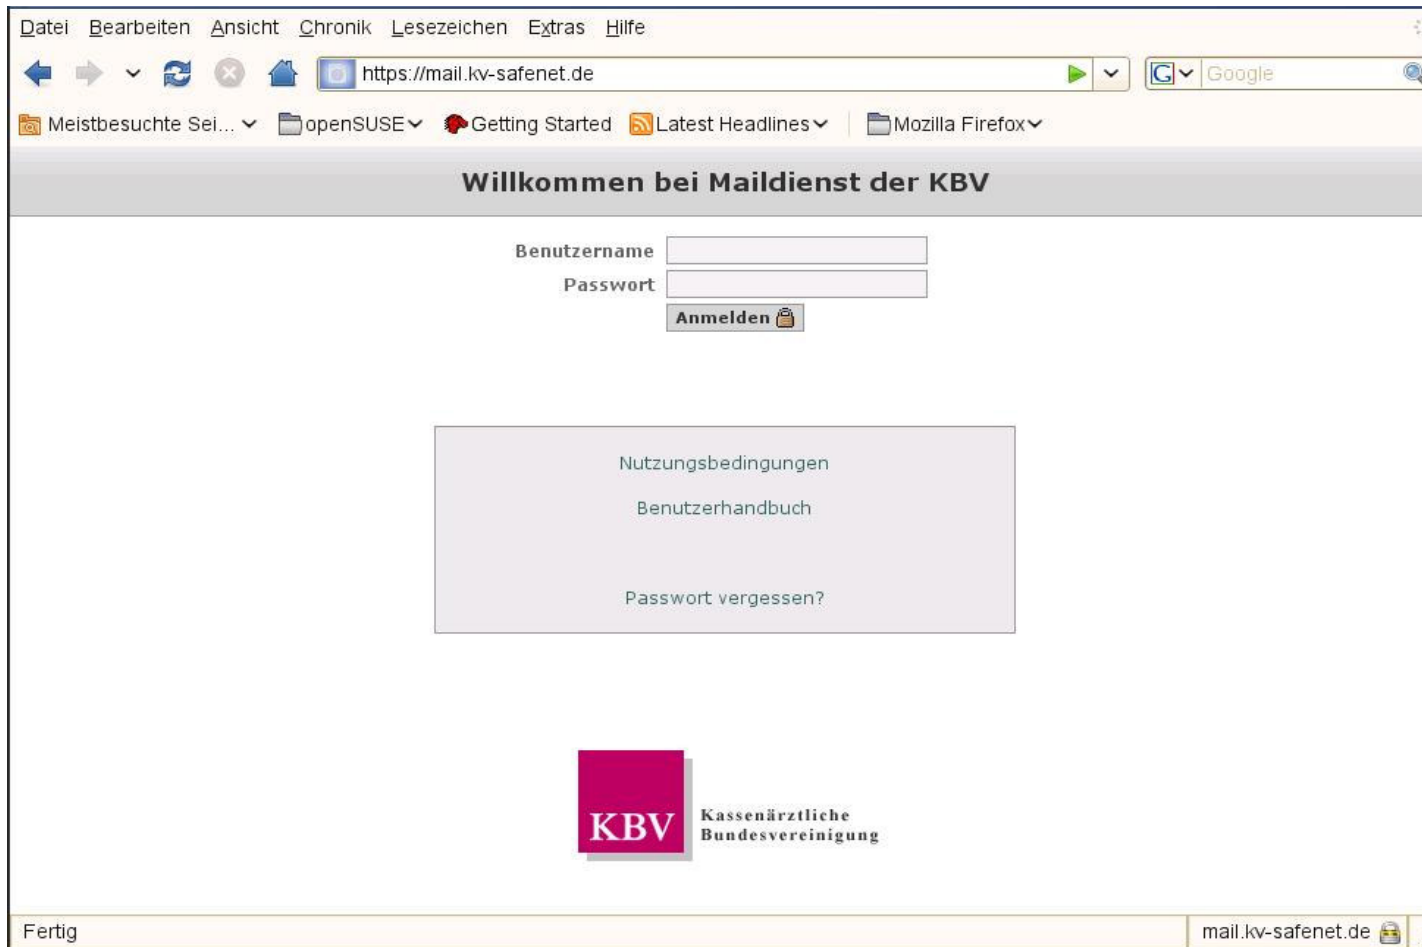 Datei Bearbeiten Ansicht Chronik Lesezeichen Extras Hilfe
https://mail.kv-safenet.de G Google
Meistbesuchte Sei... openSUSE Getting Started Latest Headlines Mozilla Firefox
Willkommen bei Maildienst der KBV
Benutzername
Passwort
Anmelden
Nutzungsbedingungen
Benutzerhandbuch
Passwort vergessen?
KBV
Kassenärztliche
Bundesvereinigung
Fertig mail.kv-safenet.de